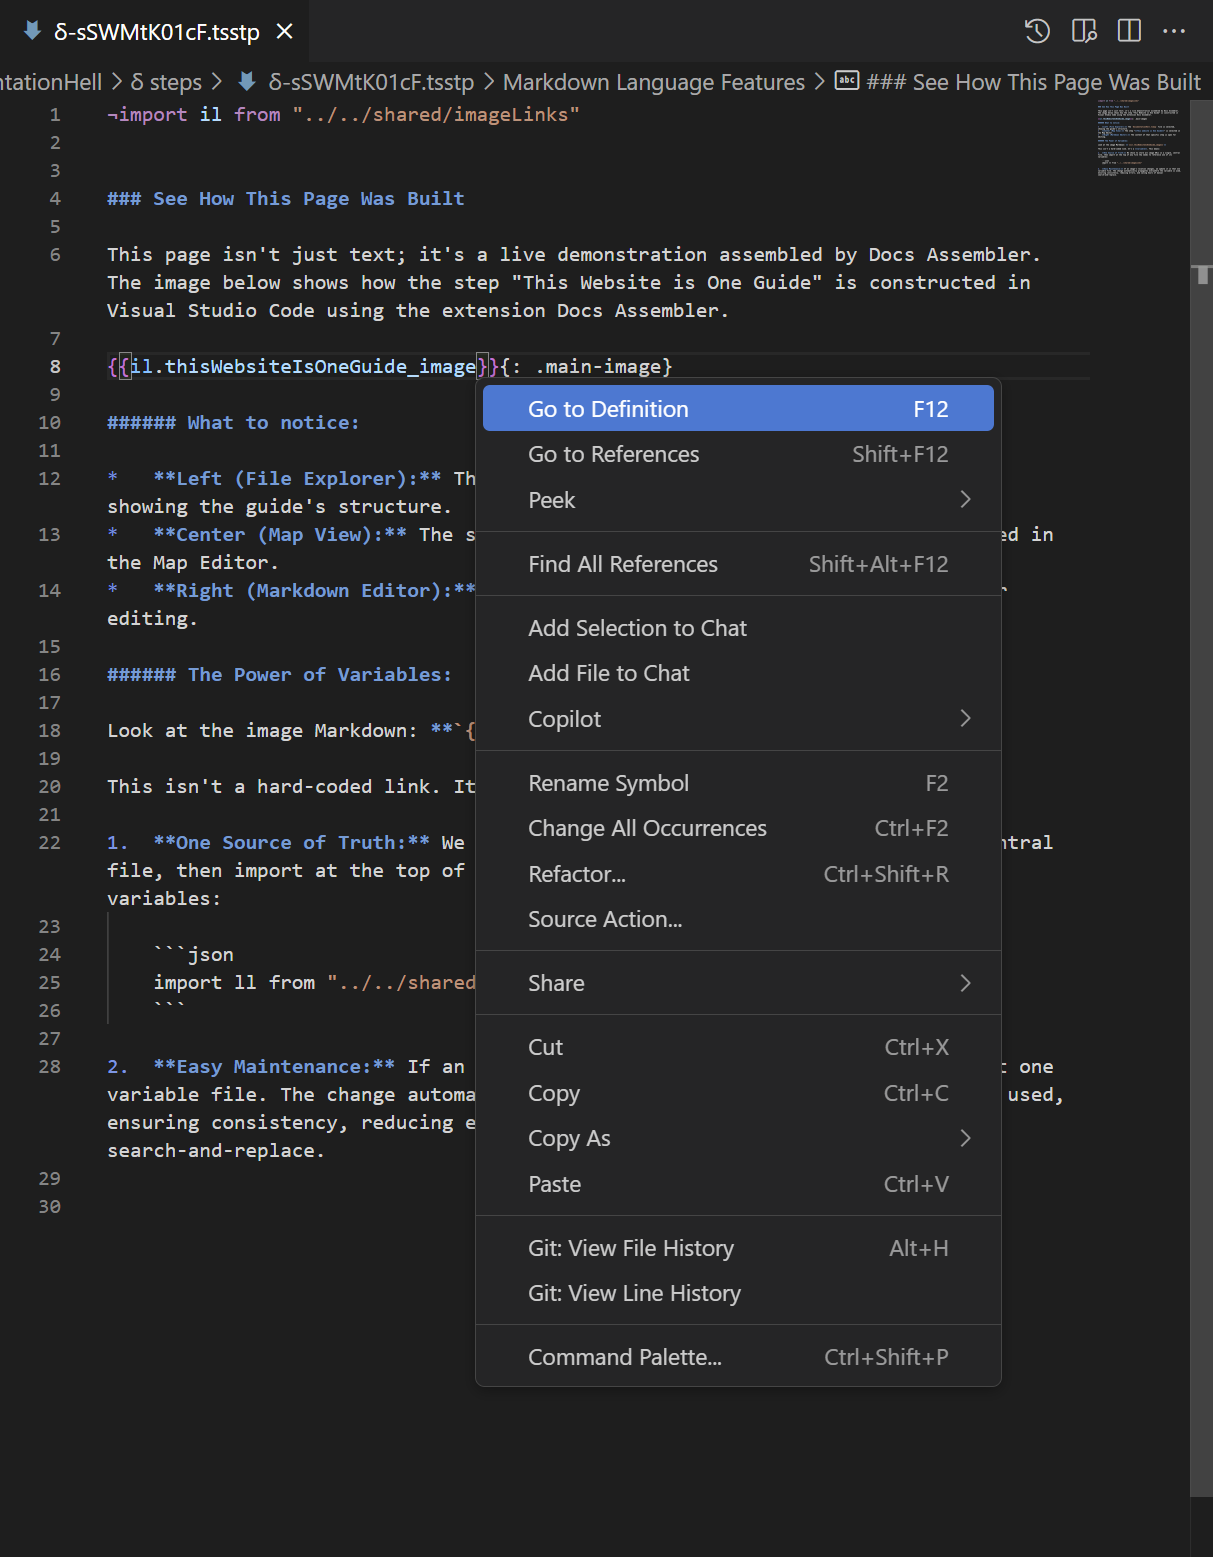 δ-sSWMtK01cF.tsstp
ntationHell > δ steps > δ-sSWMtK01cF.tsstp > Markdown Language Features > abc ### See How This Page Was Built
1 ¬import il from "../../shared/imageLinks"
2
3
4 ### See How This Page Was Built
5
6 This page isn't just text; it's a live demonstration assembled by Docs Assembler.
The image below shows how the step "This Website is One Guide" is constructed in
Visual Studio Code using the extension Docs Assembler.
7
8 {{il.thisWebsiteIsOneGuide_image}}{: .main-image}
9
10 ###### What to notice:
11
12 *   **Left (File Explorer):** Th
showing the guide's structure.
13 *   **Center (Map View):** The s ed in
the Map Editor.
14 *   **Right (Markdown Editor):**
editing.
15
16 ###### The Power of Variables:
17
18 Look at the image Markdown: **`{
19
20 This isn't a hard-coded link. It
21
22 1.  **One Source of Truth:** We ntral
file, then import at the top of
variables:
23
24 ```json
25 import ll from "../../shared
26 ```
27
28 2.  **Easy Maintenance:** If an one
variable file. The change automa used,
ensuring consistency, reducing e
search-and-replace.
29
30
Go to Definition F12
Go to References Shift+F12
Peek
Find All References Shift+Alt+F12
Add Selection to Chat
Add File to Chat
Copilot
Rename Symbol F2
Change All Occurrences Ctrl+F2
Refactor... Ctrl+Shift+R
Source Action...
Share
Cut Ctrl+X
Copy Ctrl+C
Copy As
Paste Ctrl+V
Git: View File History Alt+H
Git: View Line History
Command Palette... Ctrl+Shift+P